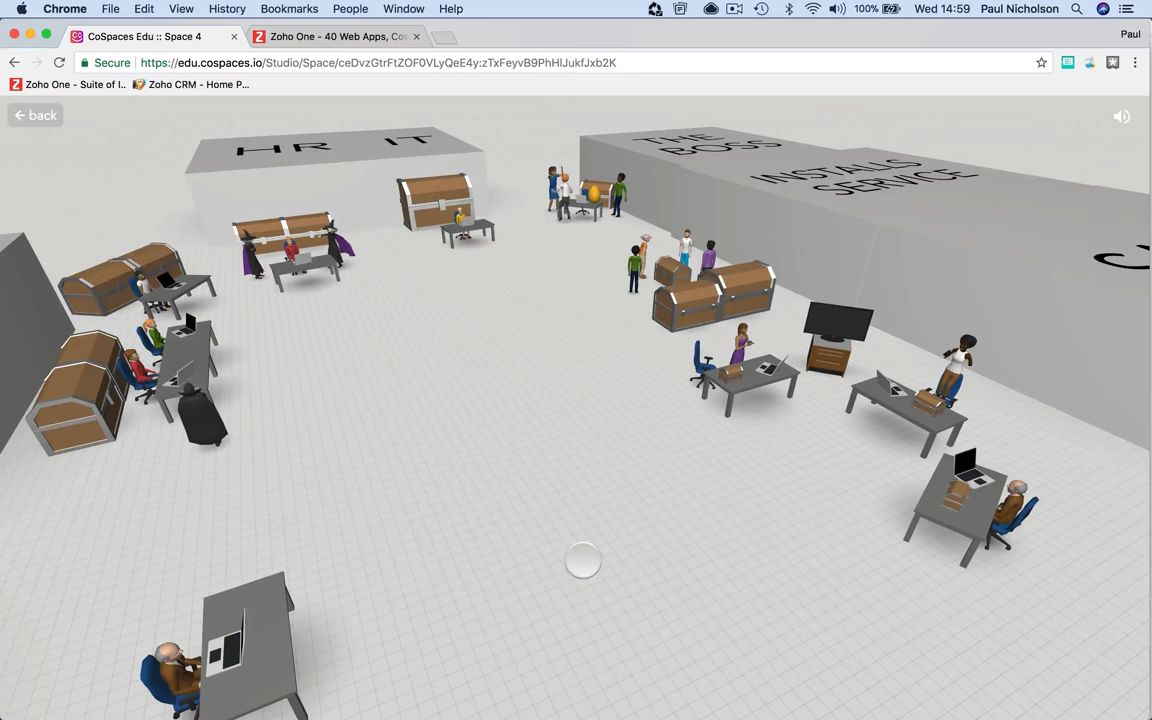 Chrome File Edit View History Bookmarks People Window Help 100% Wed 14:59 Paul Nicholson
CoSpaces Edu :: Space 4 Zoho One - 40 Web Apps, Co
Paul
Secure https://edu.cospaces.io/Studio/Space/ceDvzGtrFtZOF0VLyQeE4y:zTxFeyvB9PhHlJukfJxb2K
Zoho One - Suite of I.. Zoho CRM - Home P...
back
HR IT
THE
BOSS
INSTALLS
SERVICE